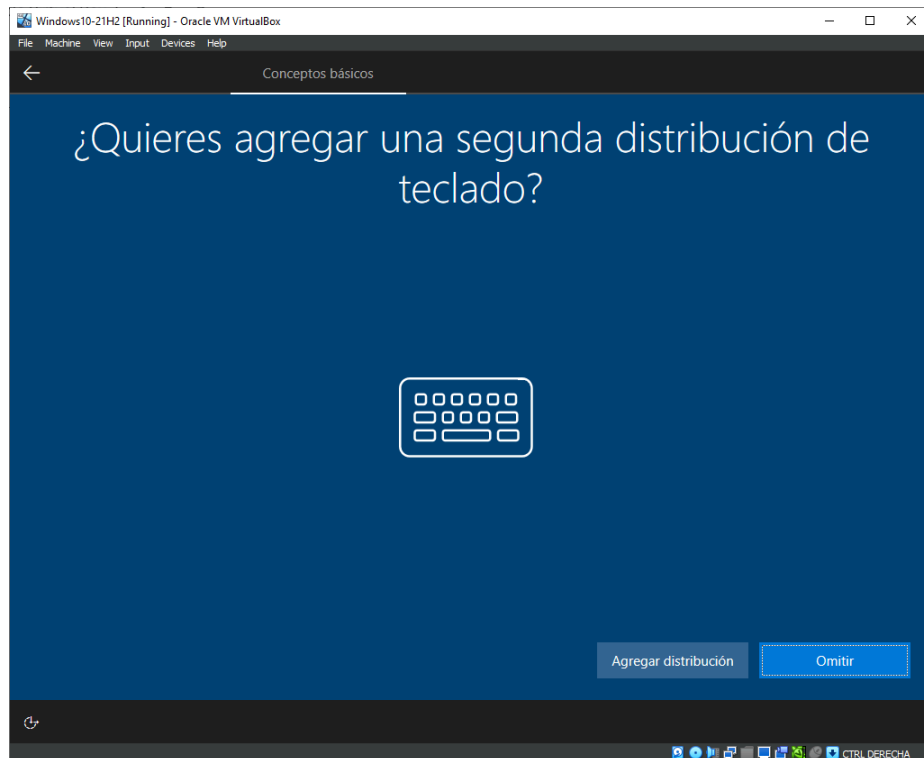 Windows10-21H2 [Running] - Oracle VM VirtualBox
File Machine View Input Devices Help
Conceptos básicos
¿Quieres agregar una segunda distribución de
teclado?
Agregar distribución Omitir
CTRL DERECHA